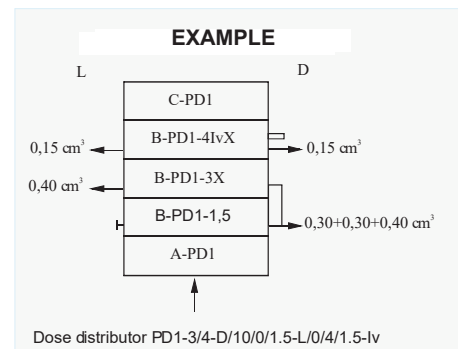 EXAMPLE
L D
C-PD1
B-PD1-4IvX
0,15 cm³ 0,15 cm³
B-PD1-3X
0,40 cm³
B-PD1-1,5
0,30+0,30+0,40 cm³
A-PD1
Dose distributor PD1-3/4-D/10/0/1.5-L/0/4/1.5-Iv